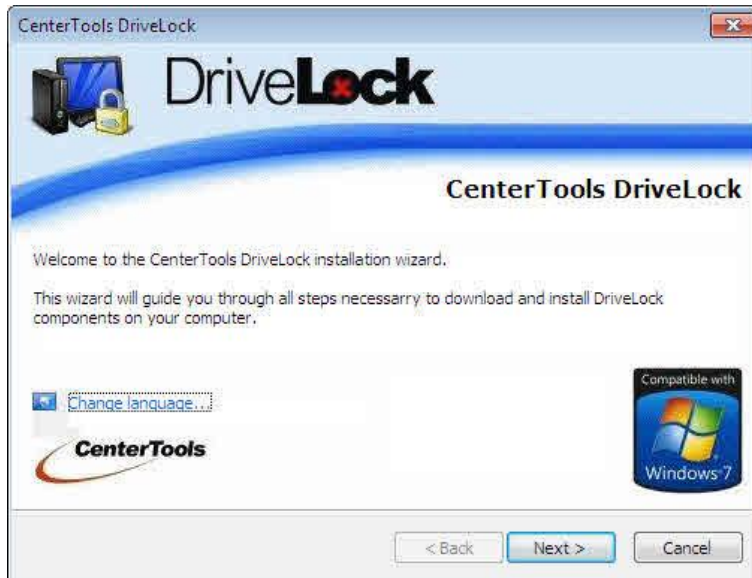 CenterTools DriveLock
DriveLock
CenterTools DriveLock
Welcome to the CenterTools DriveLock installation wizard.
This wizard will guide you through all steps necessarry to download and install DriveLock
components on your computer.
Change language...
CenterTools
Compatible with
Windows 7
< Back
Next >
Cancel